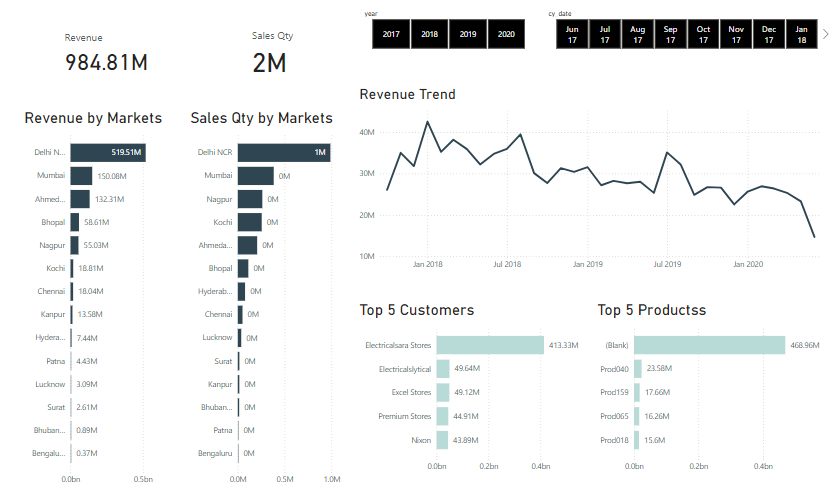 year
cy_date
2017 2018 2019 2020
Jun 17 Jul 17 Aug 17 Sep 17 Oct 17 Nov 17 Dec 17 Jan 18
Revenue
984.81M
Sales Qty
2M
Revenue by Markets
Delhi N... 519.51M
Mumbai 150.08M
Ahmed... 132.31M
Bhopal 58.61M
Nagpur 55.03M
Kochi 18.81M
Chennai 18.04M
Kanpur 13.58M
Hydera... 7.44M
Patna 4.43M
Lucknow 3.09M
Surat 2.61M
Bhuban... 0.89M
Bengalu... 0.37M
0.0bn 0.5bn
Sales Qty by Markets
Delhi NCR 1M
Mumbai 0M
Nagpur 0M
Kochi 0M
Ahmeda... 0M
Bhopal 0M
Hyderab... 0M
Chennai 0M
Lucknow 0M
Surat 0M
Kanpur 0M
Bhuban... 0M
Patna 0M
Bengaluru 0M
0.0M 0.5M 1.0M
Revenue Trend
40M
30M
20M
10M
Jan 2018 Jul 2018 Jan 2019 Jul 2019 Jan 2020
Top 5 Customers
Electricalsara Stores 413.33M
Electricalslytical 49.64M
Excel Stores 49.12M
Premium Stores 44.91M
Nixon 43.89M
0.0bn 0.2bn 0.4bn
Top 5 Productss
(Blank) 468.96M
Prod040 23.58M
Prod159 17.66M
Prod065 16.26M
Prod018 15.6M
0.0bn 0.2bn 0.4bn